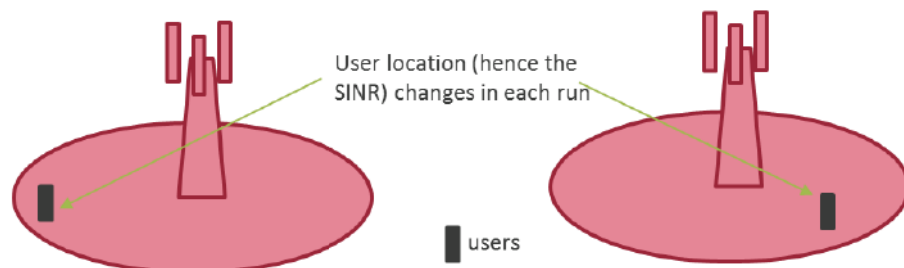 User location (hence the
SINR) changes in each run
users